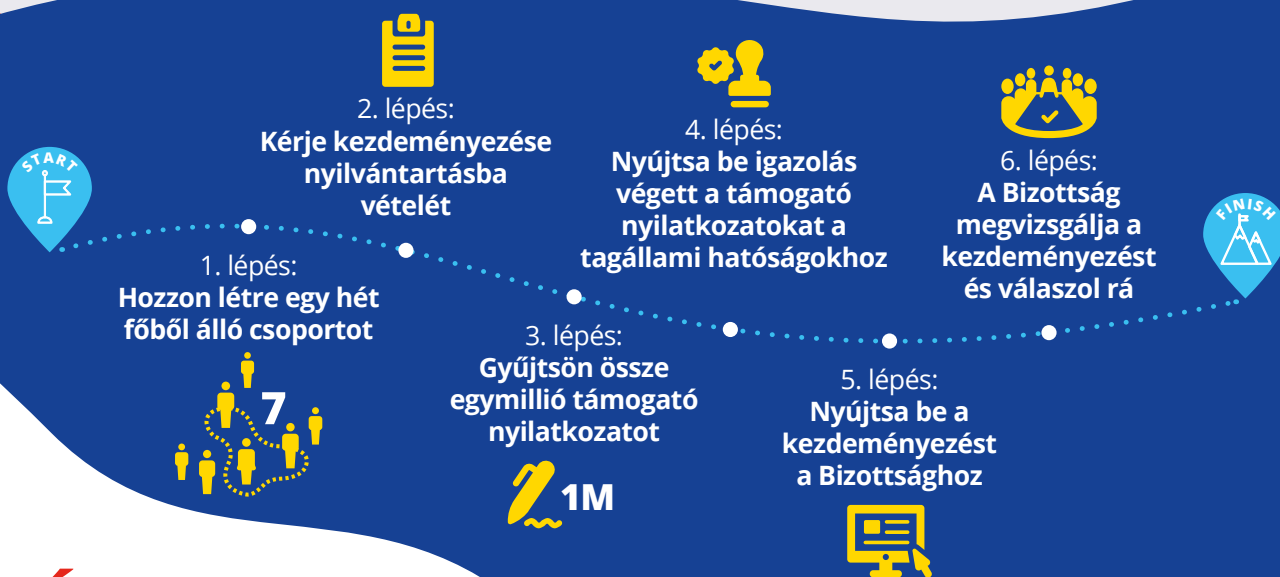 START
1. lépés:
Hozzon létre egy hét
főből álló csoportot
7
2. lépés:
Kérje kezdeményezése
nyilvántartásba
vételét
3. lépés:
Gyűjtsön össze
egymillió támogató
nyilatkozatot
1M
4. lépés:
Nyújtsa be igazolás
végett a támogató
nyilatkozatokat a
tagállami hatóságokhoz
5. lépés:
Nyújtsa be a
kezdeményezést
a Bizottsághoz
6. lépés:
A Bizottság
megvizsgálja a
kezdeményezést
és válaszol rá
FINISH